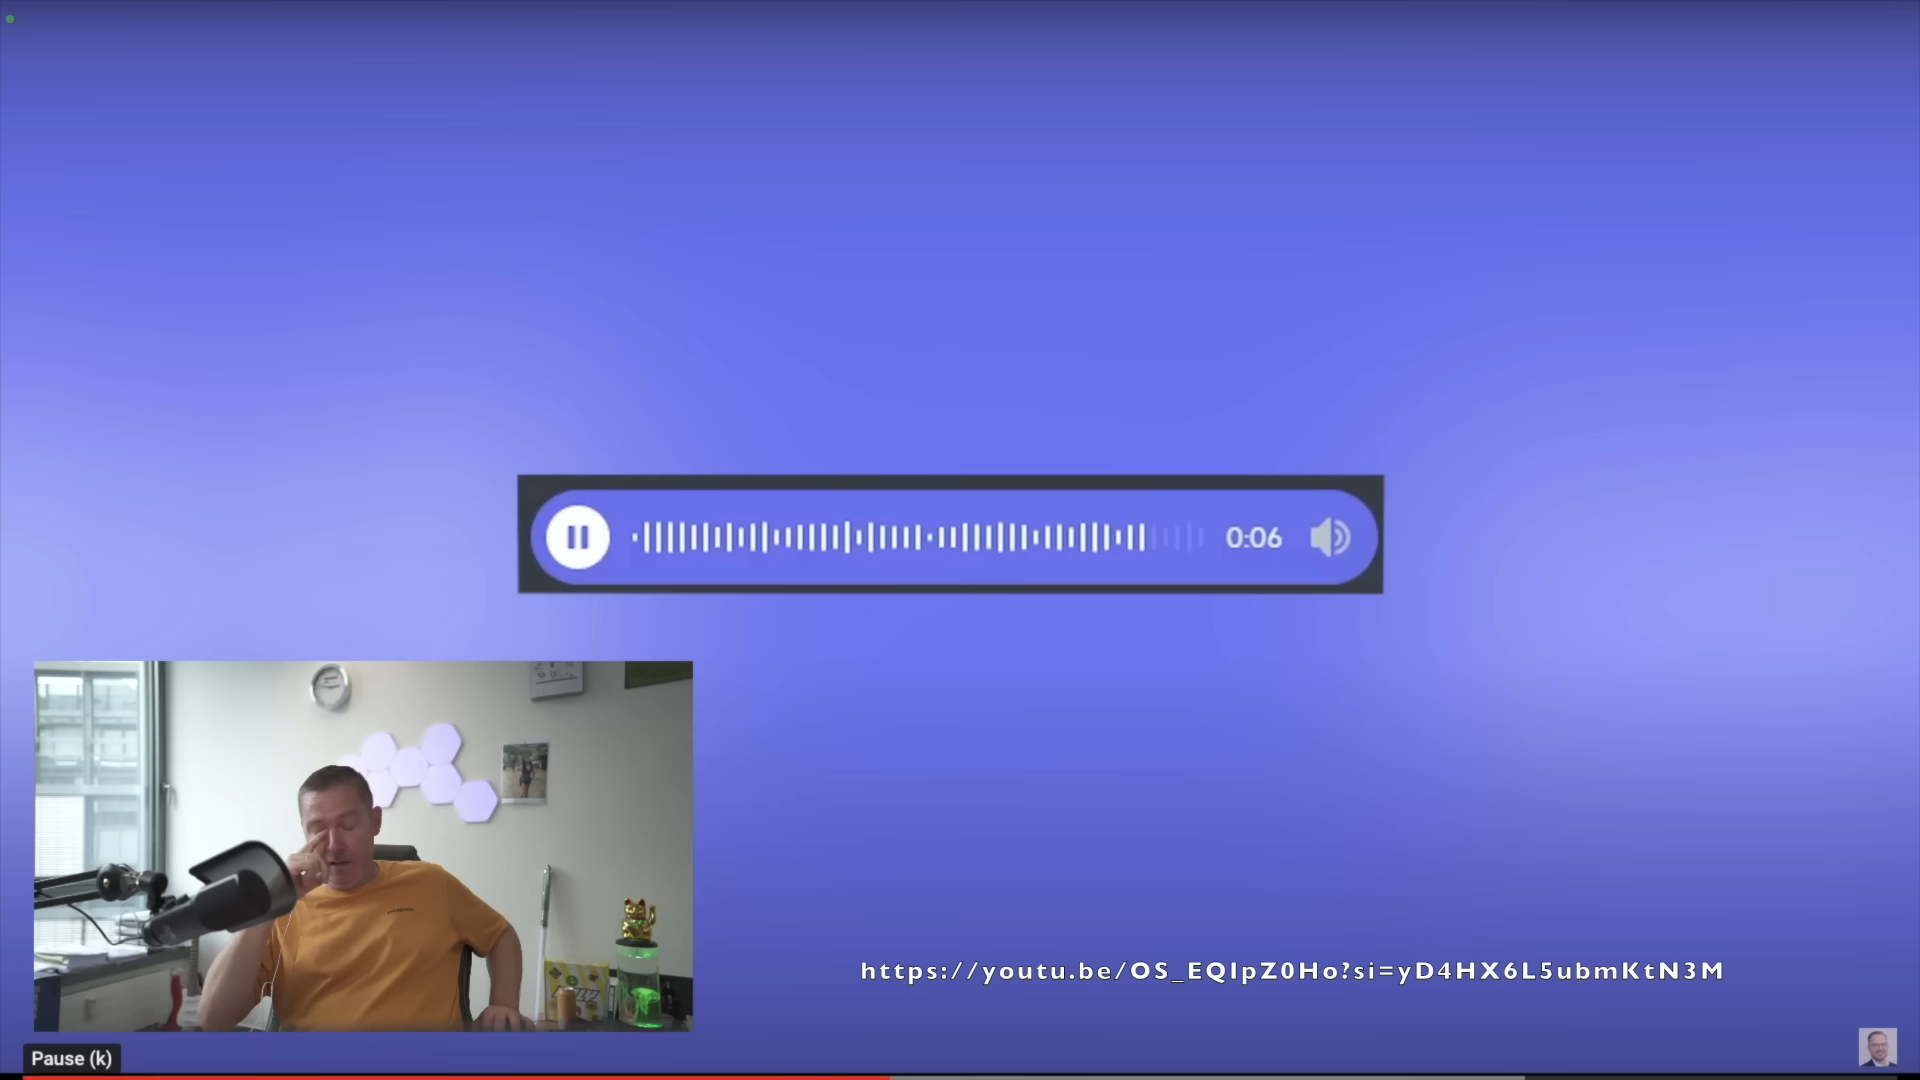 0:06
https://youtu.be/OS_EQIpZ0Ho?si=yD4HX6L5ubmKtN3M
Pause (k)